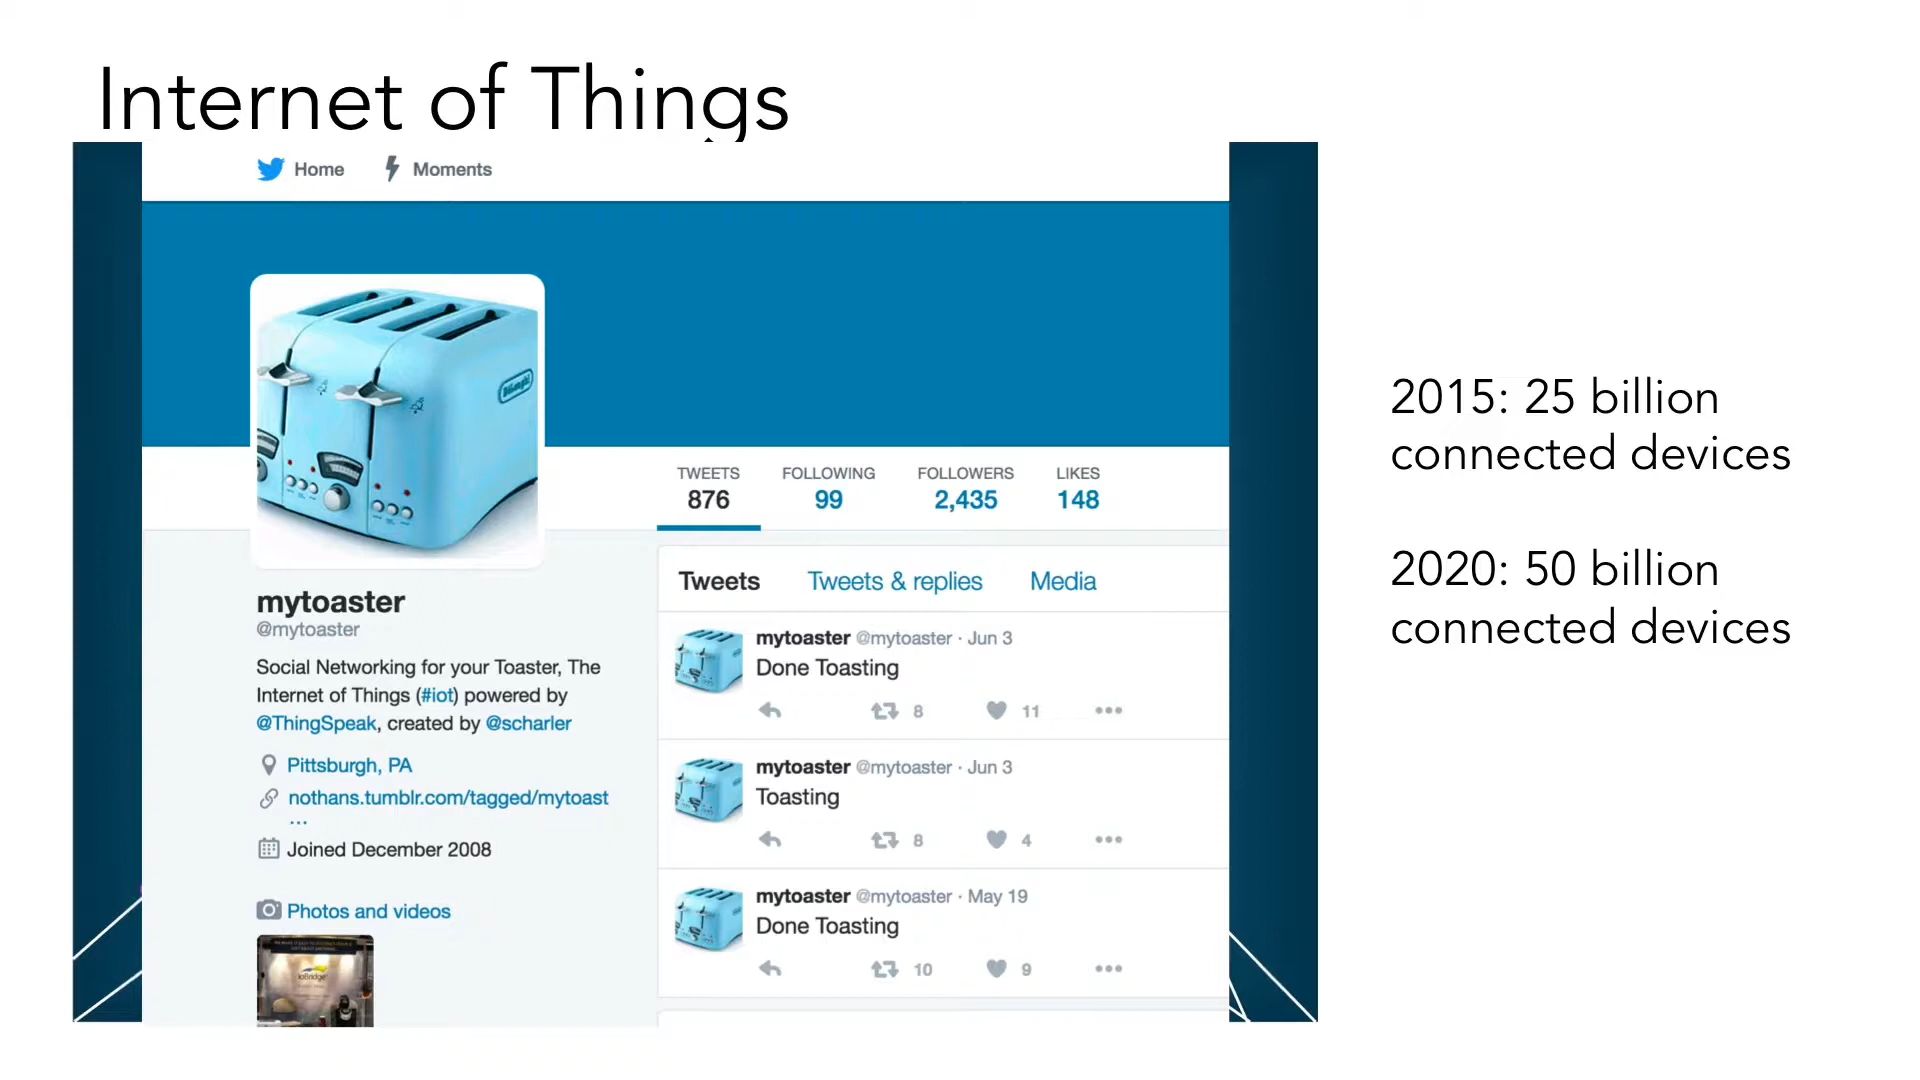 Internet of Things
Home Moments
TWEETS FOLLOWING FOLLOWERS LIKES
876 99 2,435 148
Tweets Tweets & replies Media
mytoaster
@mytoaster
Social Networking for your Toaster, The
Internet of Things (#iot) powered by
@ThingSpeak, created by @scharler
Pittsburgh, PA
nothans.tumblr.com/tagged/mytoast
...
Joined December 2008
Photos and videos
ioBridge
mytoaster @mytoaster · Jun 3
Done Toasting
8 11
mytoaster @mytoaster · Jun 3
Toasting
8 4
mytoaster @mytoaster · May 19
Done Toasting
10 9
2015: 25 billion
connected devices
2020: 50 billion
connected devices
DeLonghi